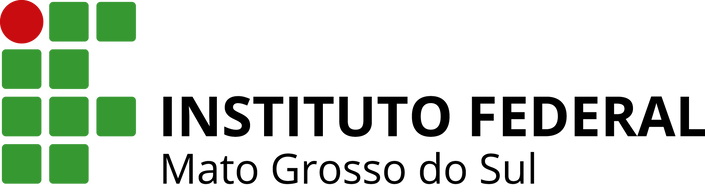 INSTITUTO FEDERAL
Mato Grosso do Sul